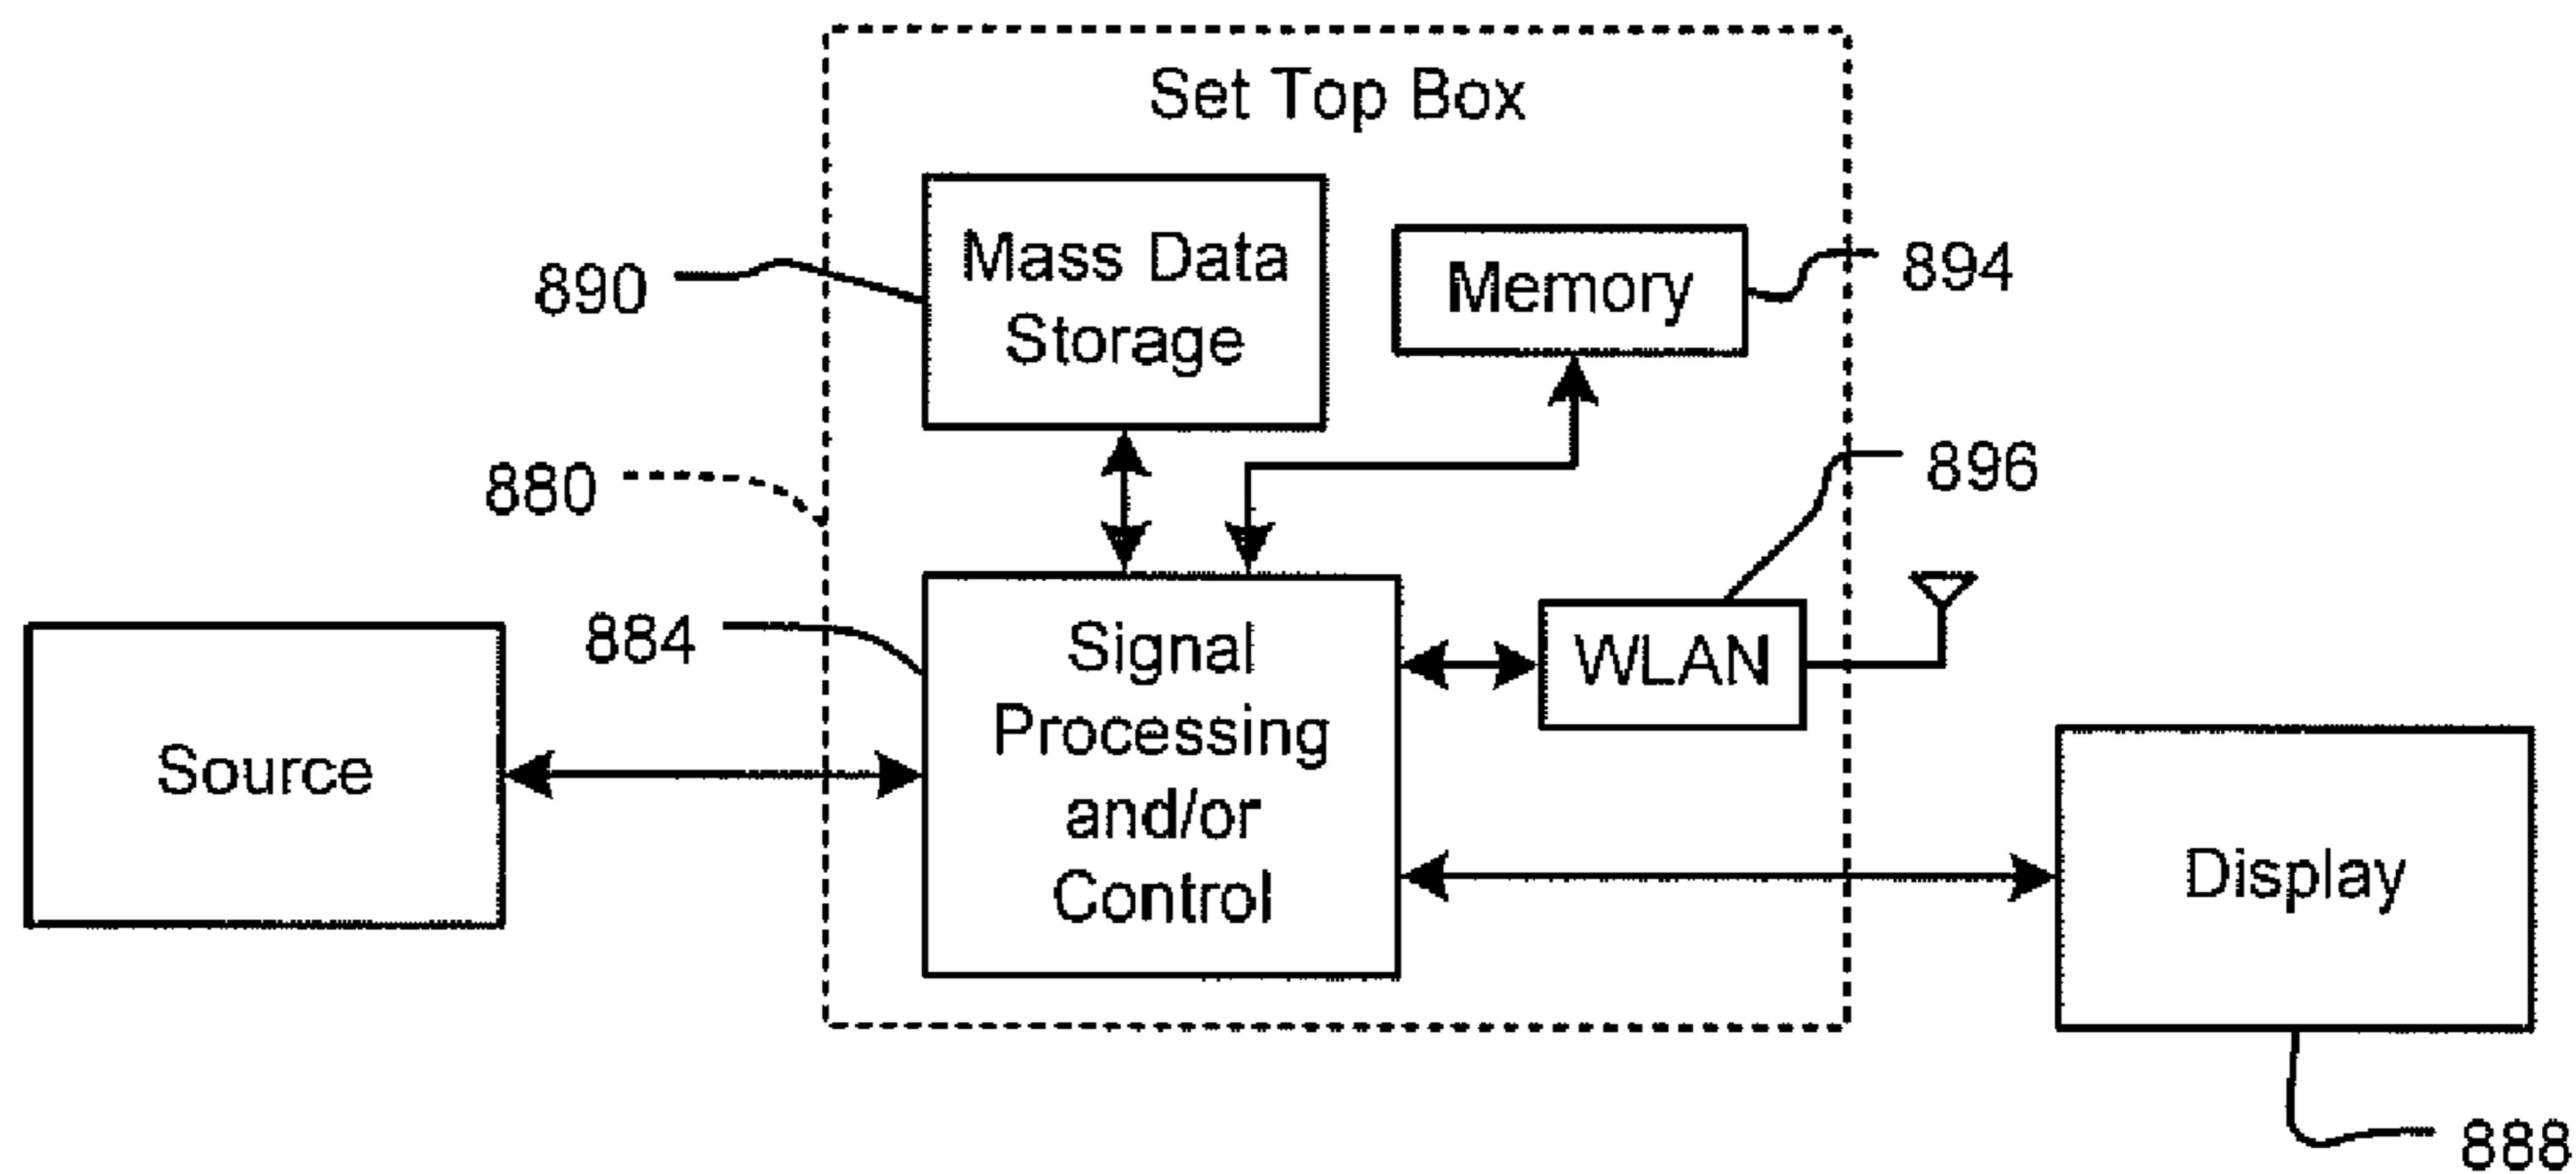 Set Top Box
Mass Data
Storage
890
Memory
894
880
896
884
Signal
Processing
and/or
Control
WLAN
Source
Display
888